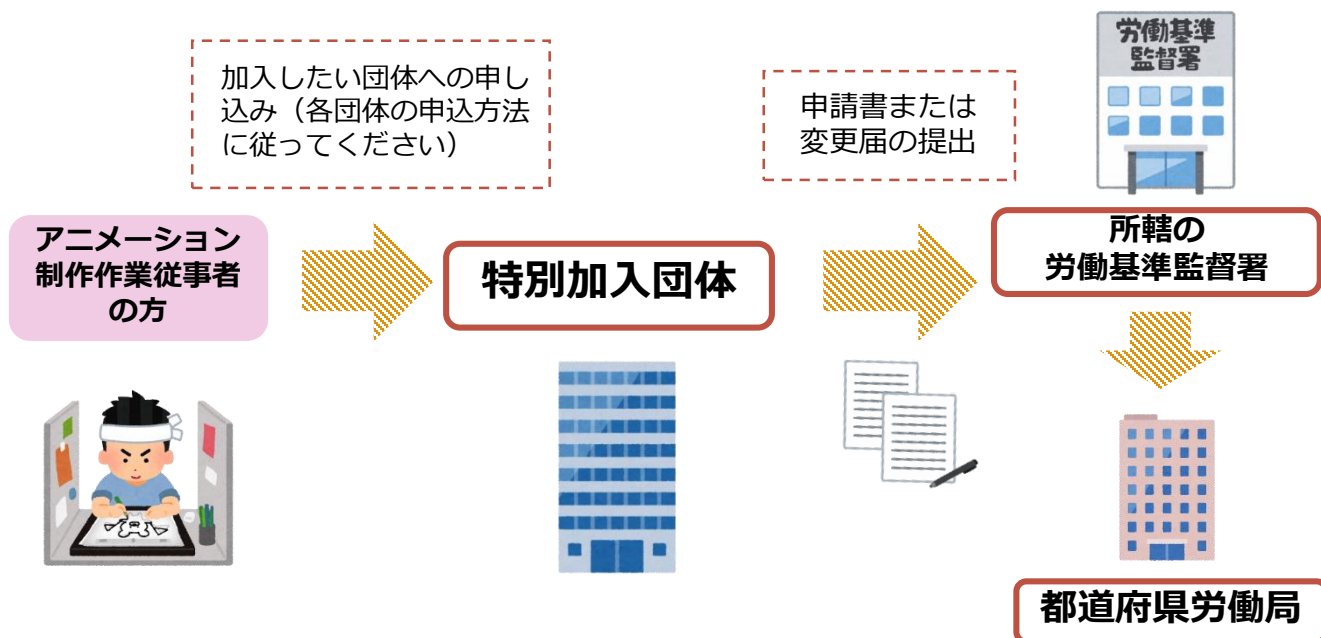 加入したい団体への申し
込み（各団体の申込方法
に従ってください）
申請書または
変更届の提出
労働基準
監督署
アニメーション
制作作業従事者
の方
特別加入団体
所轄の
労働基準監督署
都道府県労働局